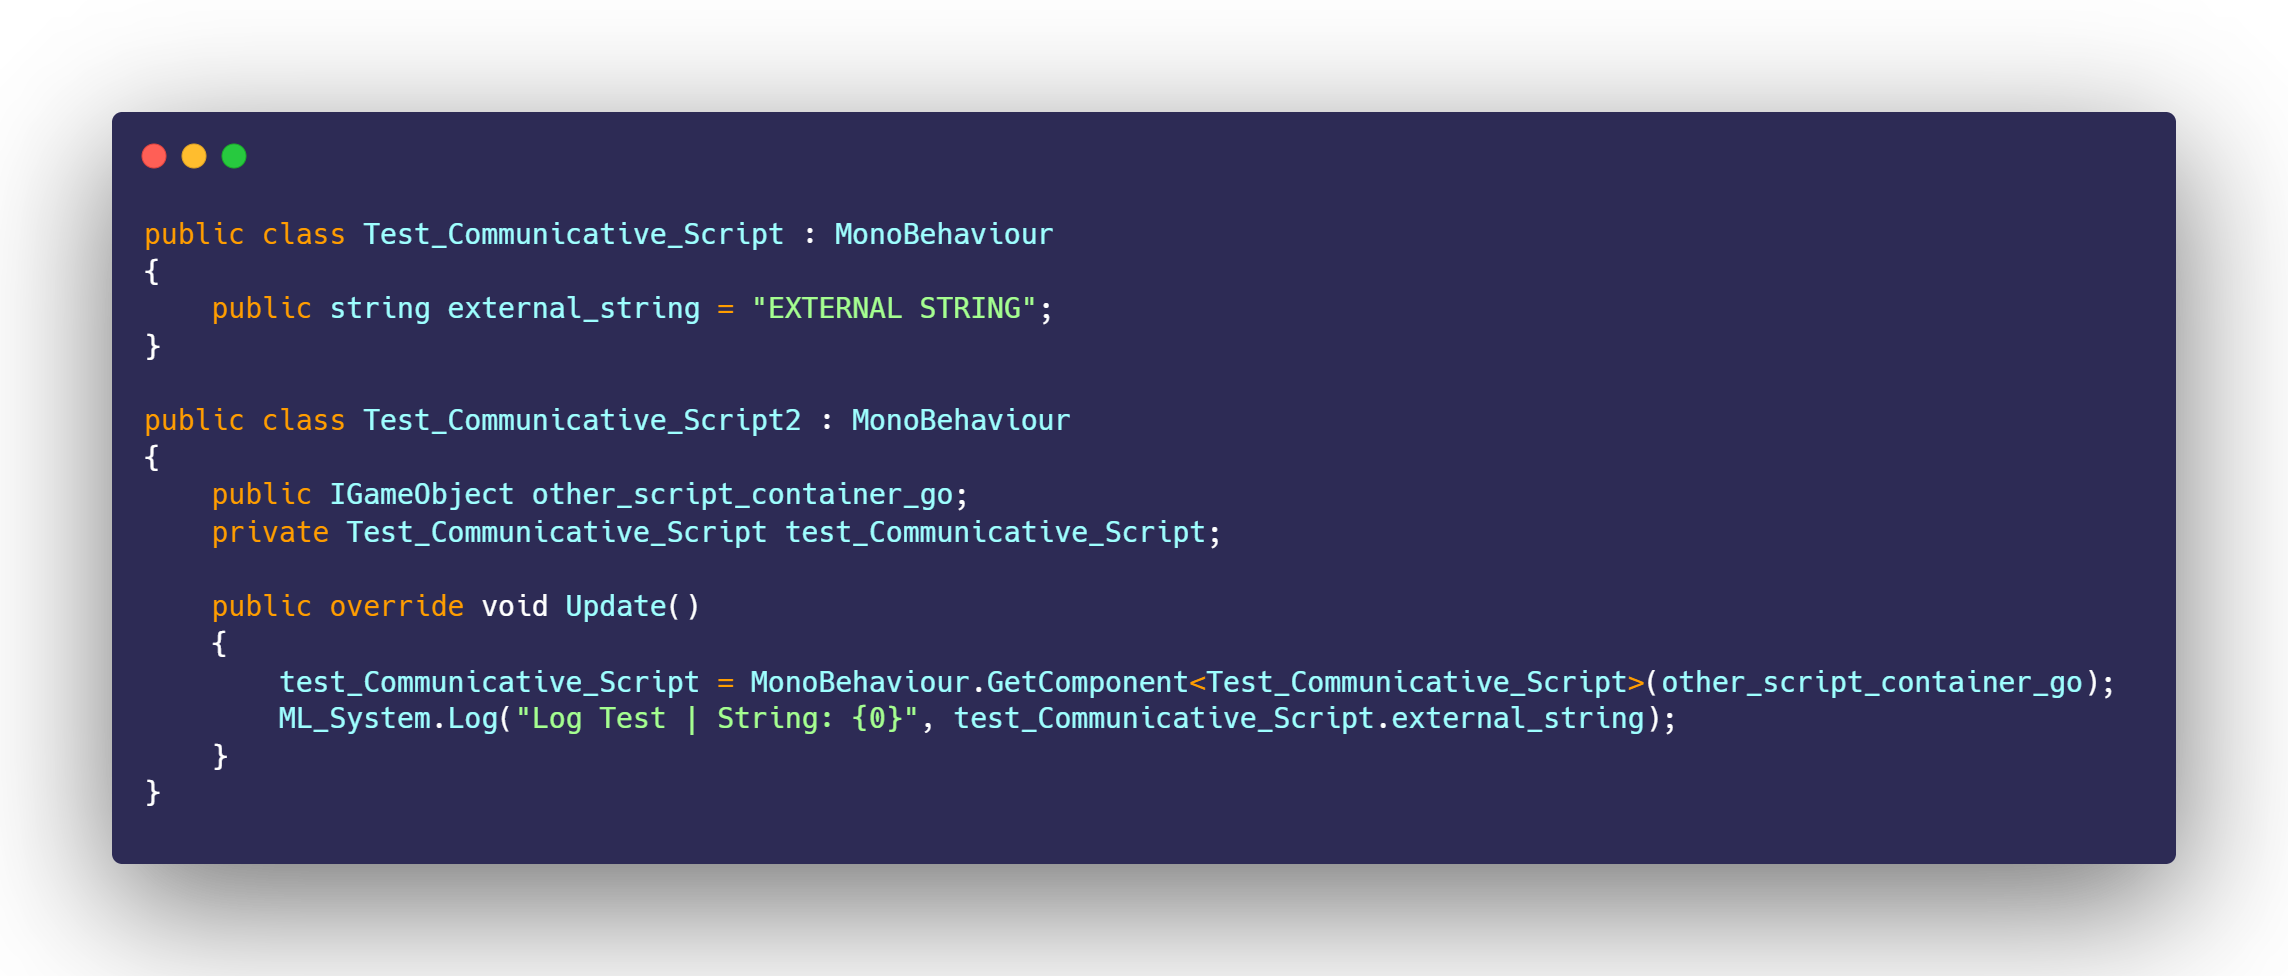 public class Test_Communicative_Script : MonoBehaviour
{
    public string external_string = "EXTERNAL STRING";
}

public class Test_Communicative_Script2 : MonoBehaviour
{
    public IGameObject other_script_container_go;
    private Test_Communicative_Script test_Communicative_Script;

    public override void Update()
    {
        test_Communicative_Script = MonoBehaviour.GetComponent<Test_Communicative_Script>(other_script_container_go);
        ML_System.Log("Log Test | String: {0}", test_Communicative_Script.external_string);
    }
}